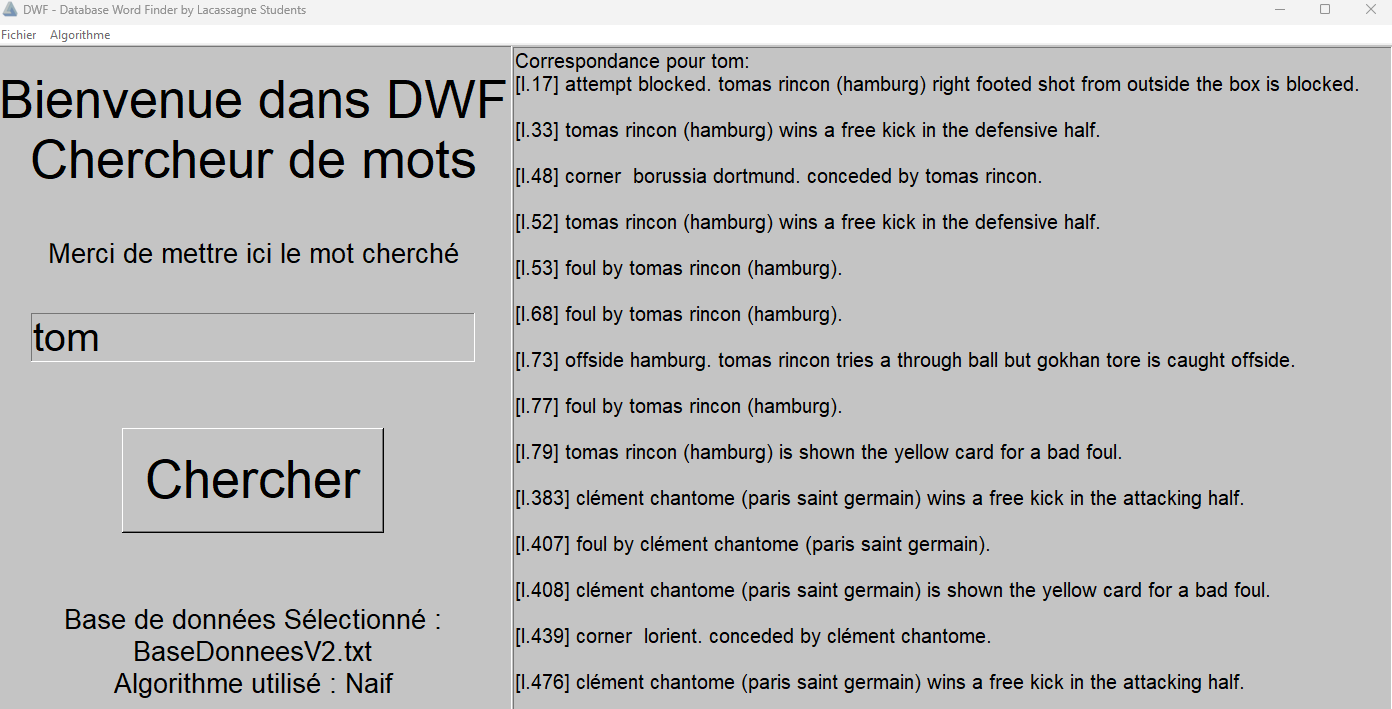 DWF - Database Word Finder by Lacassagne Students
Fichier Algorithme
Bienvenue dans DWF
Chercheur de mots
Merci de mettre ici le mot cherché
tom
Chercher
Base de données Sélectionné :
BaseDonneesV2.txt
Algorithme utilisé : Naif
Correspondance pour tom:
[l.17] attempt blocked. tomas rincon (hamburg) right footed shot from outside the box is blocked.
[l.33] tomas rincon (hamburg) wins a free kick in the defensive half.
[l.48] corner  borussia dortmund. conceded by tomas rincon.
[l.52] tomas rincon (hamburg) wins a free kick in the defensive half.
[l.53] foul by tomas rincon (hamburg).
[l.68] foul by tomas rincon (hamburg).
[l.73] offside hamburg. tomas rincon tries a through ball but gokhan tore is caught offside.
[l.77] foul by tomas rincon (hamburg).
[l.79] tomas rincon (hamburg) is shown the yellow card for a bad foul.
[l.383] clément chantome (paris saint germain) wins a free kick in the attacking half.
[l.407] foul by clément chantome (paris saint germain).
[l.408] clément chantome (paris saint germain) is shown the yellow card for a bad foul.
[l.439] corner  lorient. conceded by clément chantome.
[l.476] clément chantome (paris saint germain) wins a free kick in the attacking half.